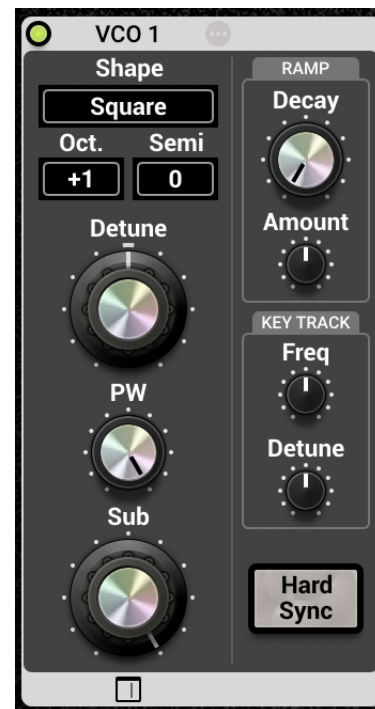 VCO 1
Shape
Square
Oct. Semi
+1 0
Detune
PW
Sub
RAMP
Decay
Amount
KEY TRACK
Freq
Detune
Hard
Sync